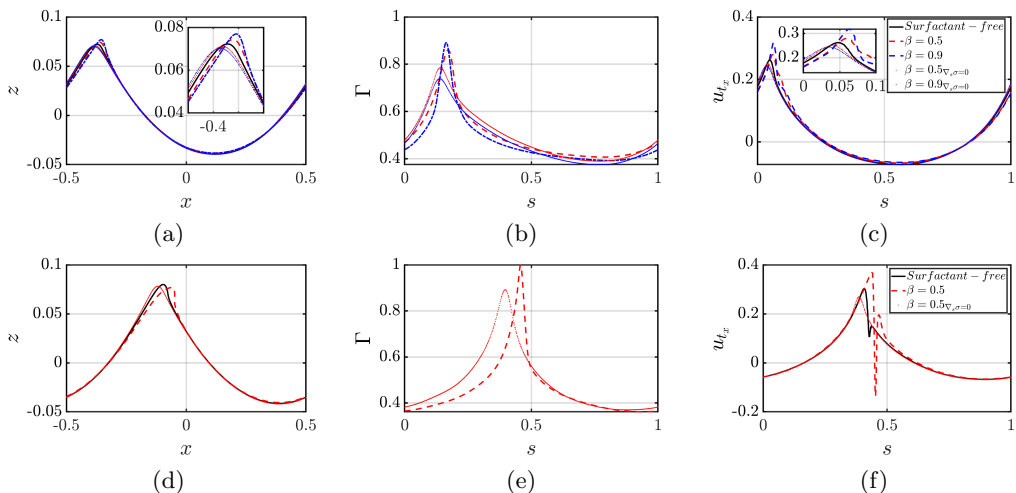 0.1
0.05
0
-0.05
z
-0.5
0
0.5
x
0.08
0.06
0.04
-0.4
(a)
1
0.8
0.6
0.4
Γ
0
0.5
1
s
(b)
0.4
0.2
0
u_{t_x}
0
0.5
1
s
0.3
0.2
0
0.05
0.1
Surfactant − free
β = 0.5
β = 0.9
β = 0.5_{∇_sσ=0}
β = 0.9_{∇_sσ=0}
(c)
0.1
0.05
0
-0.05
z
-0.5
0
0.5
x
(d)
1
0.8
0.6
0.4
Γ
0
0.5
1
s
(e)
0.4
0.2
0
-0.2
u_{t_x}
0
0.5
1
s
Surfactant − free
β = 0.5
β = 0.5_{∇_sσ=0}
(f)